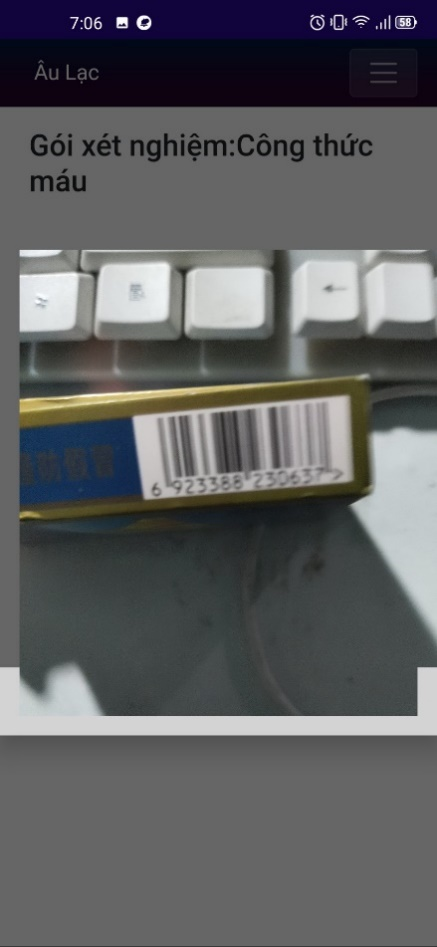 7:06
58
Âu Lạc
Gói xét nghiệm:Công thức
máu
6 923388 230637 >